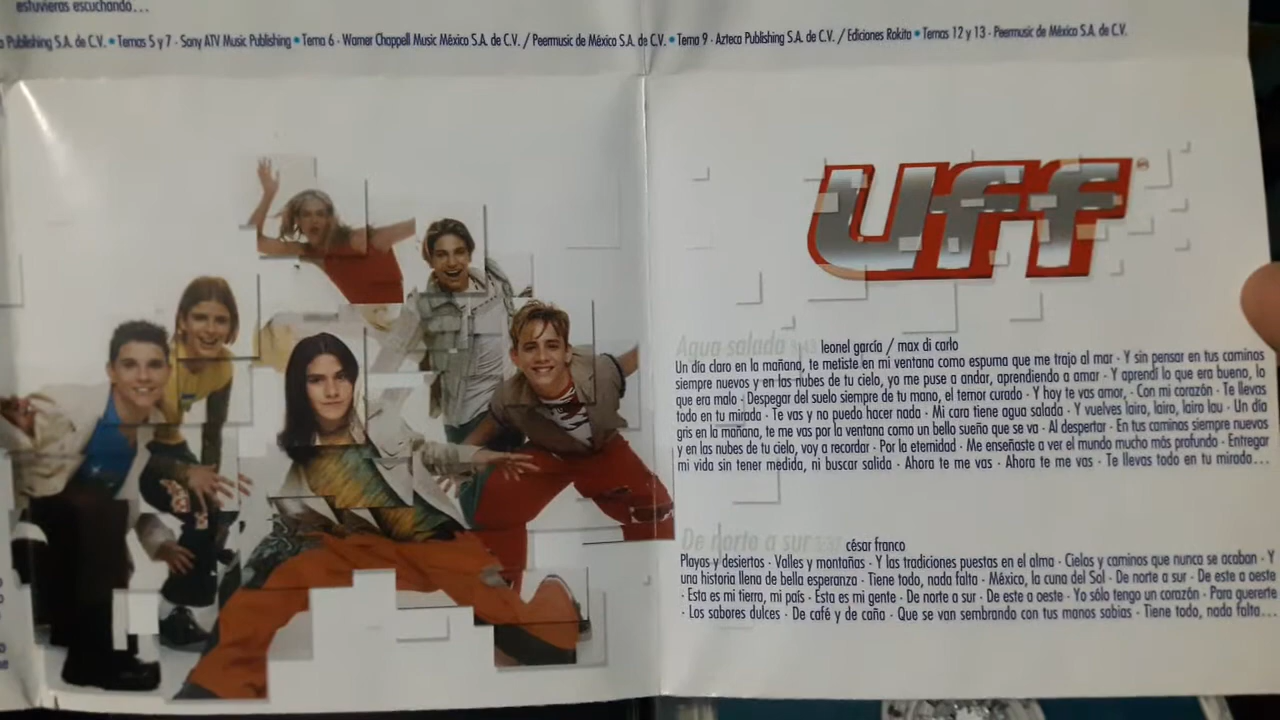 estuvieras escuchando...
Publishing S.A. de C.V. • Temas 5 y 7 - Sony ATV Music Publishing • Tema 6 - Warner Chappell Music México S.A. de C.V. / Peermusic de México S.A. de C.V. • Tema 9 - Azteca Publishing S.A. de C.V. / Ediciones Rokita • Temas 12 y 13 - Peermusic de México S.A. de C.V.
Uff
Agua salada leonel garcía / max di carlo
Un día claro en la mañana, te metiste en mi ventana como espuma que me trajo al mar - Y sin pensar en tus caminos
siempre nuevos y en las nubes de tu cielo, yo me puse a andar, aprendiendo a amar - Y aprendí lo que era bueno, lo
que era malo - Despegar del suelo siempre de tu mano, el temor curado - Y hoy te vas amor, - Con mi corazón - Te llevas
todo en tu mirada - Te vas y no puedo hacer nada - Mi cara tiene agua salada - Y vuelves lairo, lairo, lairo lau - Un día
gris en la mañana, te me vas por la ventana como un bello sueño que se va - Al despertar - En tus caminos siempre nuevos
y en las nubes de tu cielo, voy a recordar - Por la eternidad - Me enseñaste a ver el mundo mucho más profundo - Entregar
mi vida sin tener medida, ni buscar salida - Ahora te me vas - Ahora te me vas - Te llevas todo en tu mirada...
De norte a sur césar franco
Playas y desiertos - Valles y montañas - Y las tradiciones puestas en el alma - Cielos y caminos que nunca se acaban - Y
una historia llena de bella esperanza - Tiene todo, nada falta - México, la cuna del Sol - De norte a sur - De este a oeste
- Esta es mi tierra, mi país - Esta es mi gente - De norte a sur - De este a oeste - Yo sólo tengo un corazón - Para quererte
- Los sabores dulces - De café y de caña - Que se van sembrando con tus manos sabias - Tiene todo, nada falta...